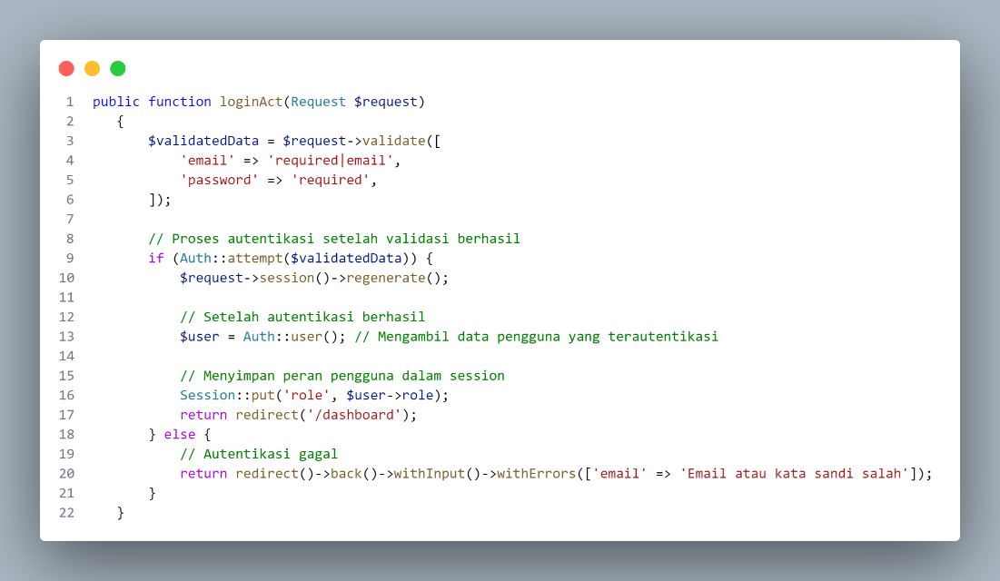 1 public function loginAct(Request $request)
2    {
3        $validatedData = $request->validate([
4            'email' => 'required|email',
5            'password' => 'required',
6        ]);
7
8        // Proses autentikasi setelah validasi berhasil
9        if (Auth::attempt($validatedData)) {
10            $request->session()->regenerate();
11
12            // Setelah autentikasi berhasil
13            $user = Auth::user(); // Mengambil data pengguna yang terautentikasi
14
15            // Menyimpan peran pengguna dalam session
16            Session::put('role', $user->role);
17            return redirect('/dashboard');
18        } else {
19            // Autentikasi gagal
20            return redirect()->back()->withInput()->withErrors(['email' => 'Email atau kata sandi salah']);
21        }
22    }